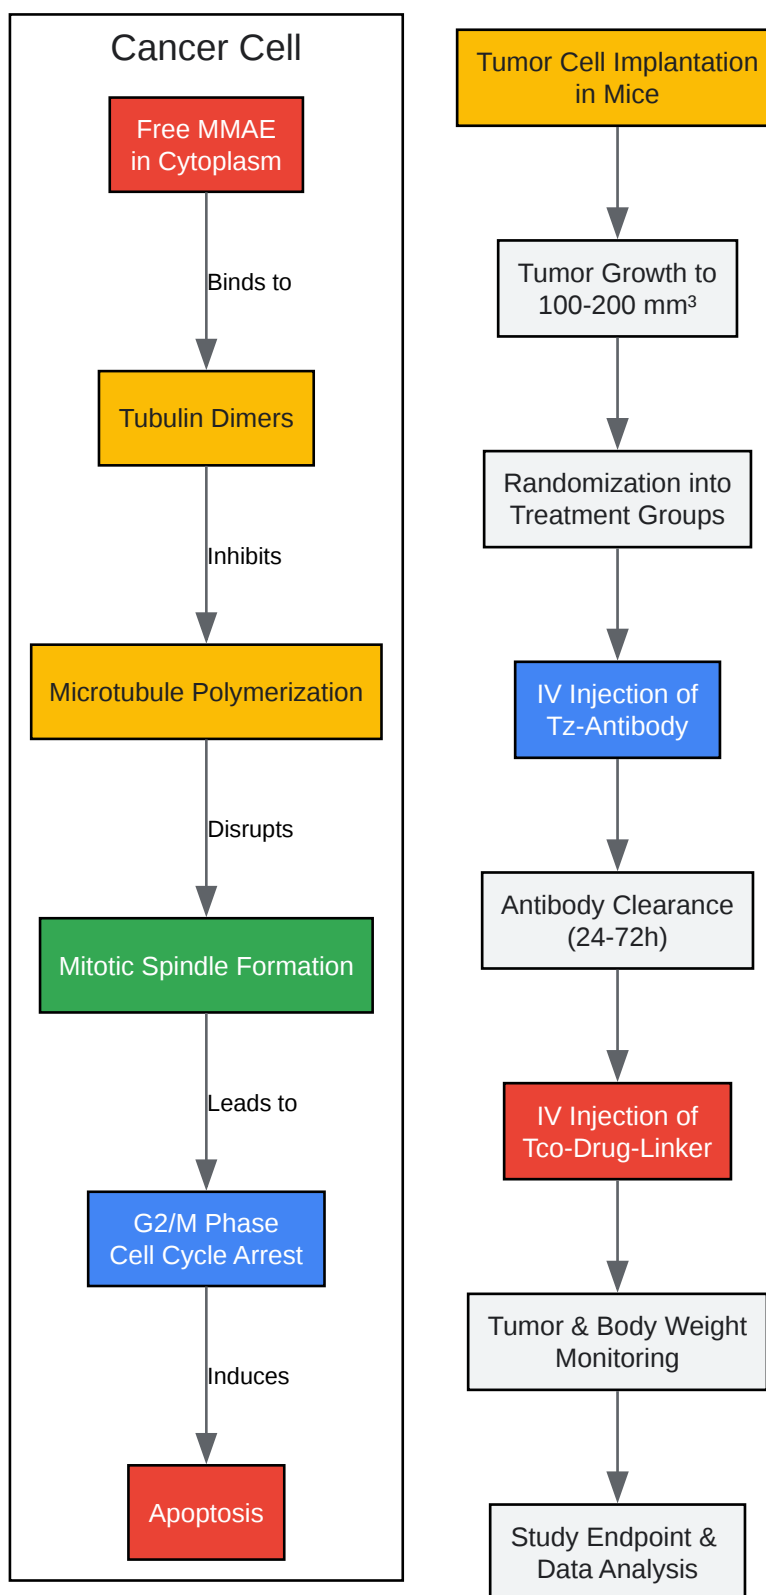 Cancer Cell
Free MMAE
in Cytoplasm
Binds to
Tubulin Dimers
Inhibits
Microtubule Polymerization
Disrupts
Mitotic Spindle Formation
Leads to
G2/M Phase
Cell Cycle Arrest
Induces
Apoptosis
Tumor Cell Implantation
in Mice
Tumor Growth to
100-200 mm³
Randomization into
Treatment Groups
IV Injection of
Tz-Antibody
Antibody Clearance
(24-72h)
IV Injection of
Tco-Drug-Linker
Tumor & Body Weight
Monitoring
Study Endpoint &
Data Analysis